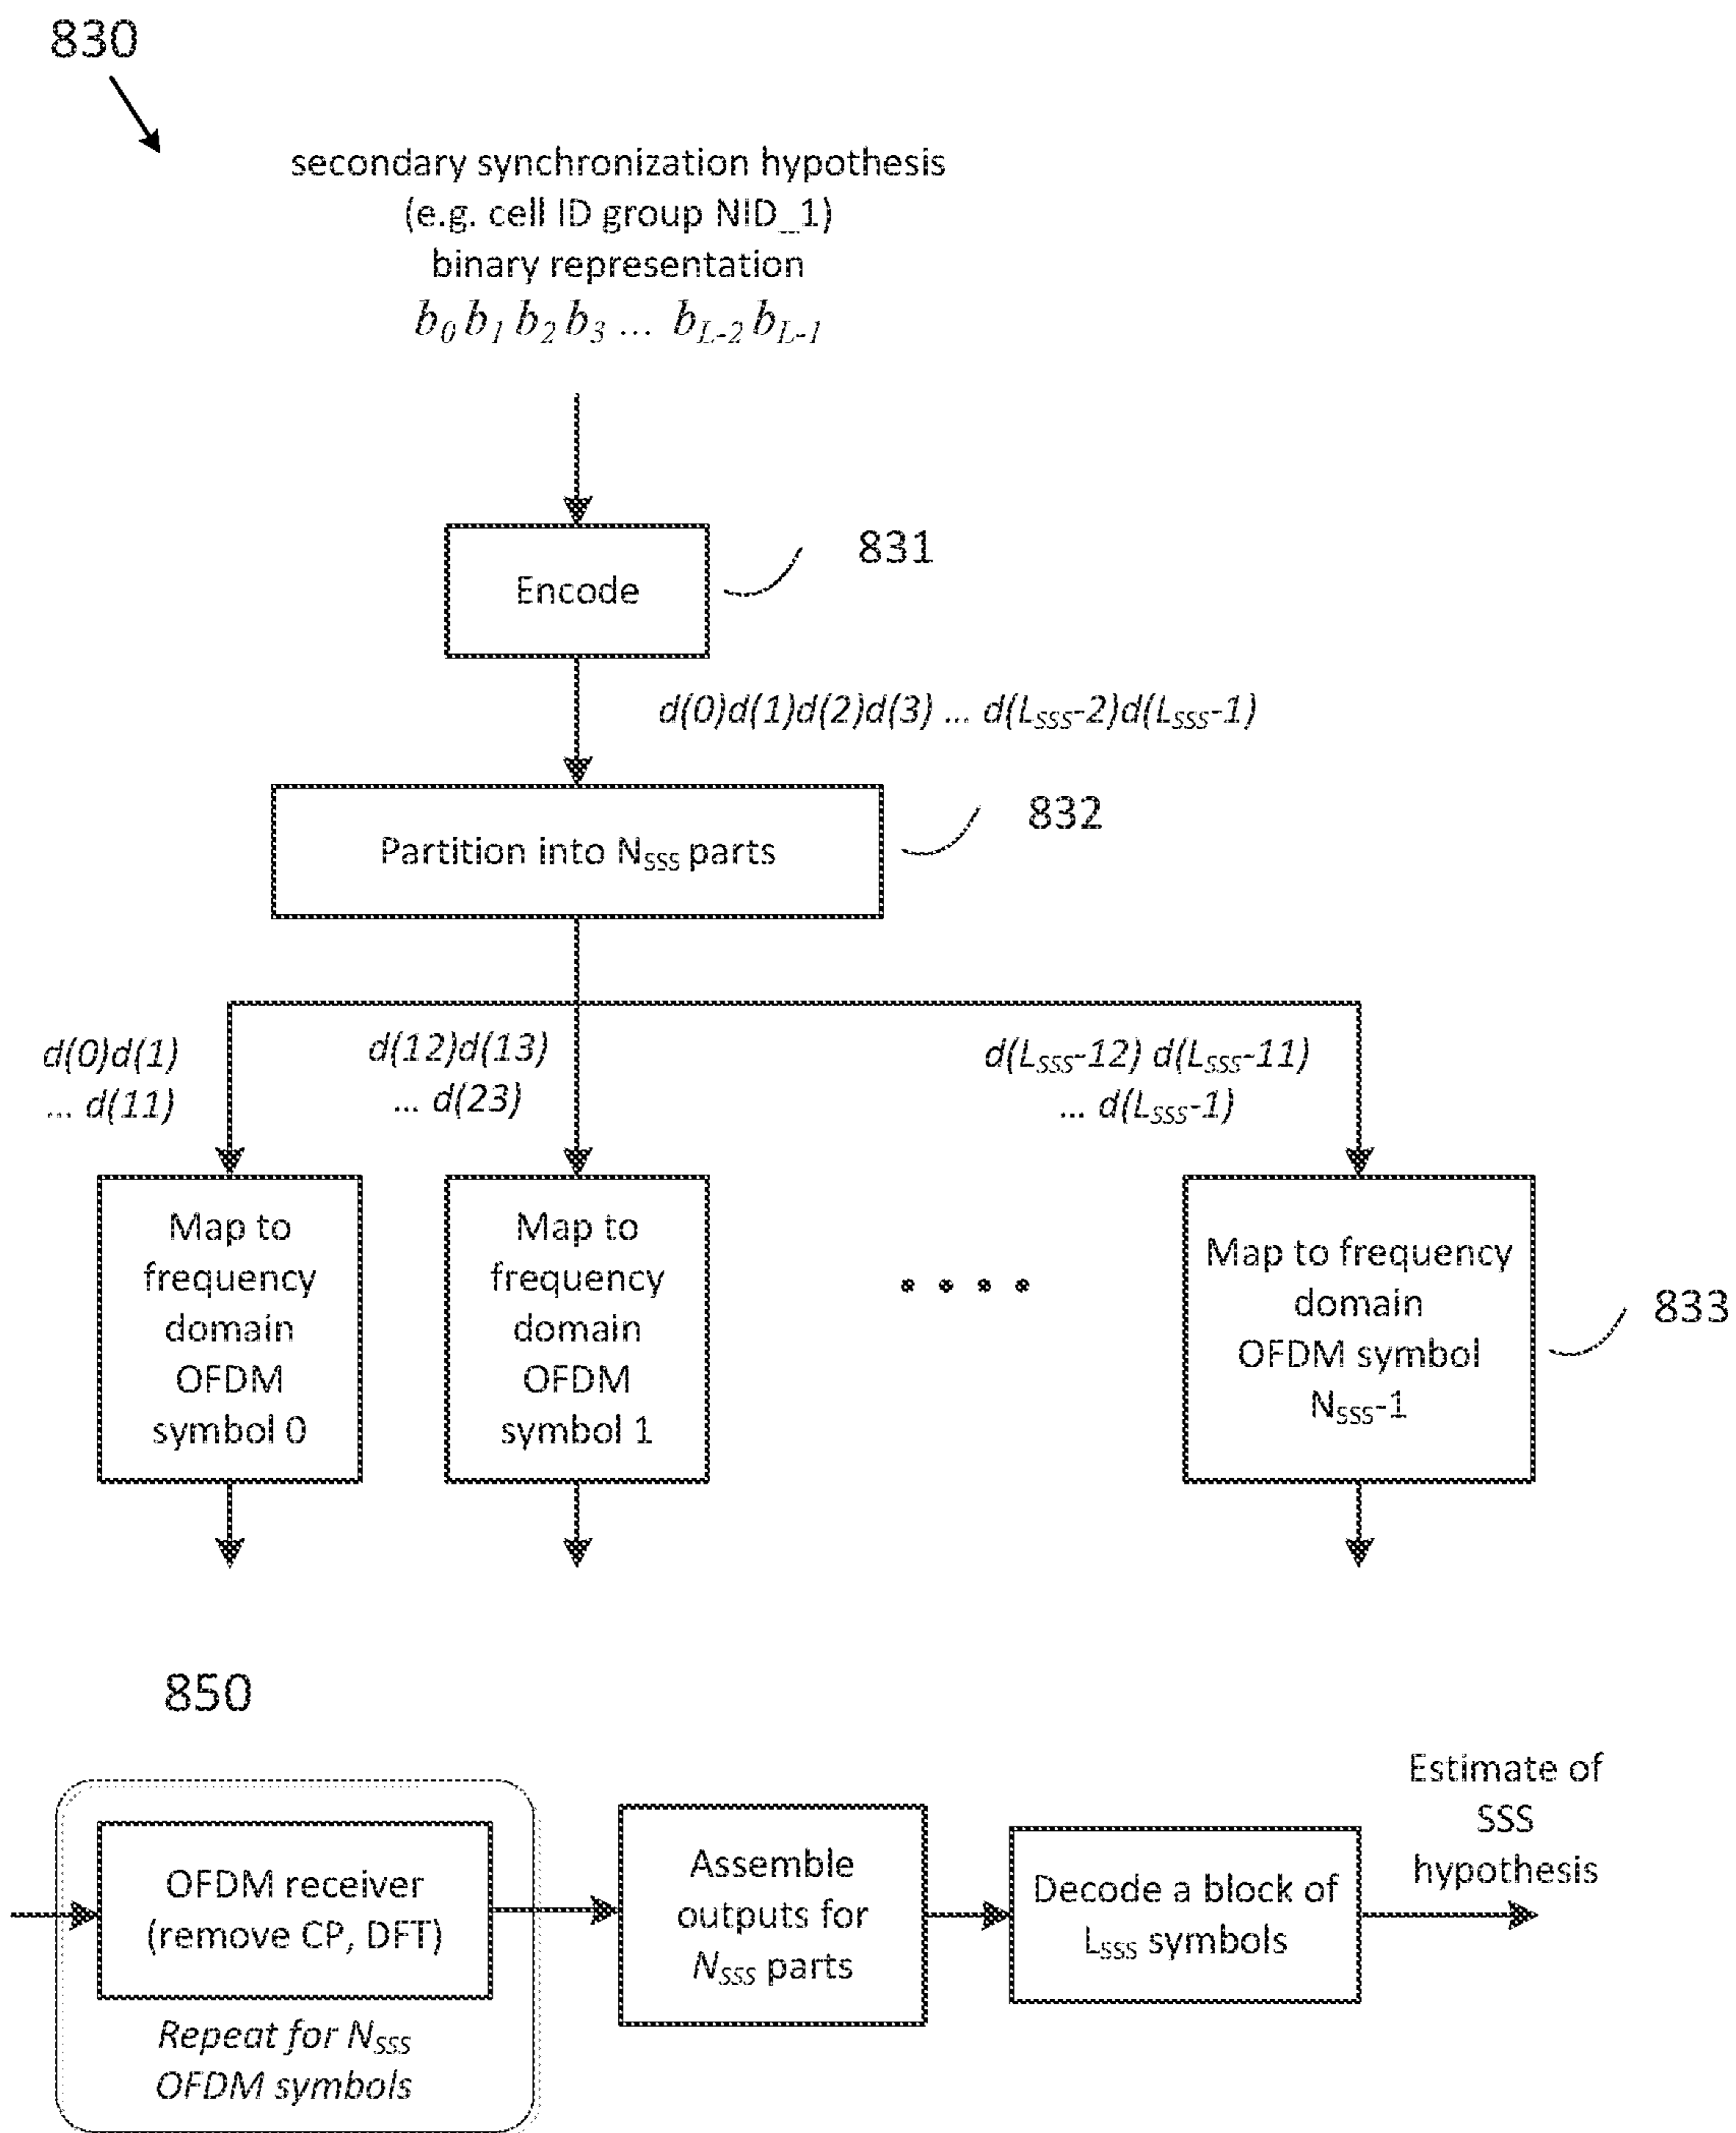 830
secondary synchronization hypothesis
(e.g. cell ID group NID_1)
binary representation
b0 b1 b2 b3 ... bL-2 bL-1
Encode
831
d(0)d(1)d(2)d(3) ... d(LSSS-2)d(LSSS-1)
Partition into NSSS parts
832
d(0)d(1)
... d(11)
d(12)d(13)
... d(23)
d(LSSS-12) d(LSSS-11)
... d(LSSS-1)
Map to
frequency
domain
OFDM
symbol 0
Map to
frequency
domain
OFDM
symbol 1
Map to frequency
domain
OFDM symbol
NSSS-1
833
850
OFDM receiver
(remove CP, DFT)
Repeat for NSSS
OFDM symbols
Assemble
outputs for
NSSS parts
Decode a block of
LSSS symbols
Estimate of
SSS
hypothesis